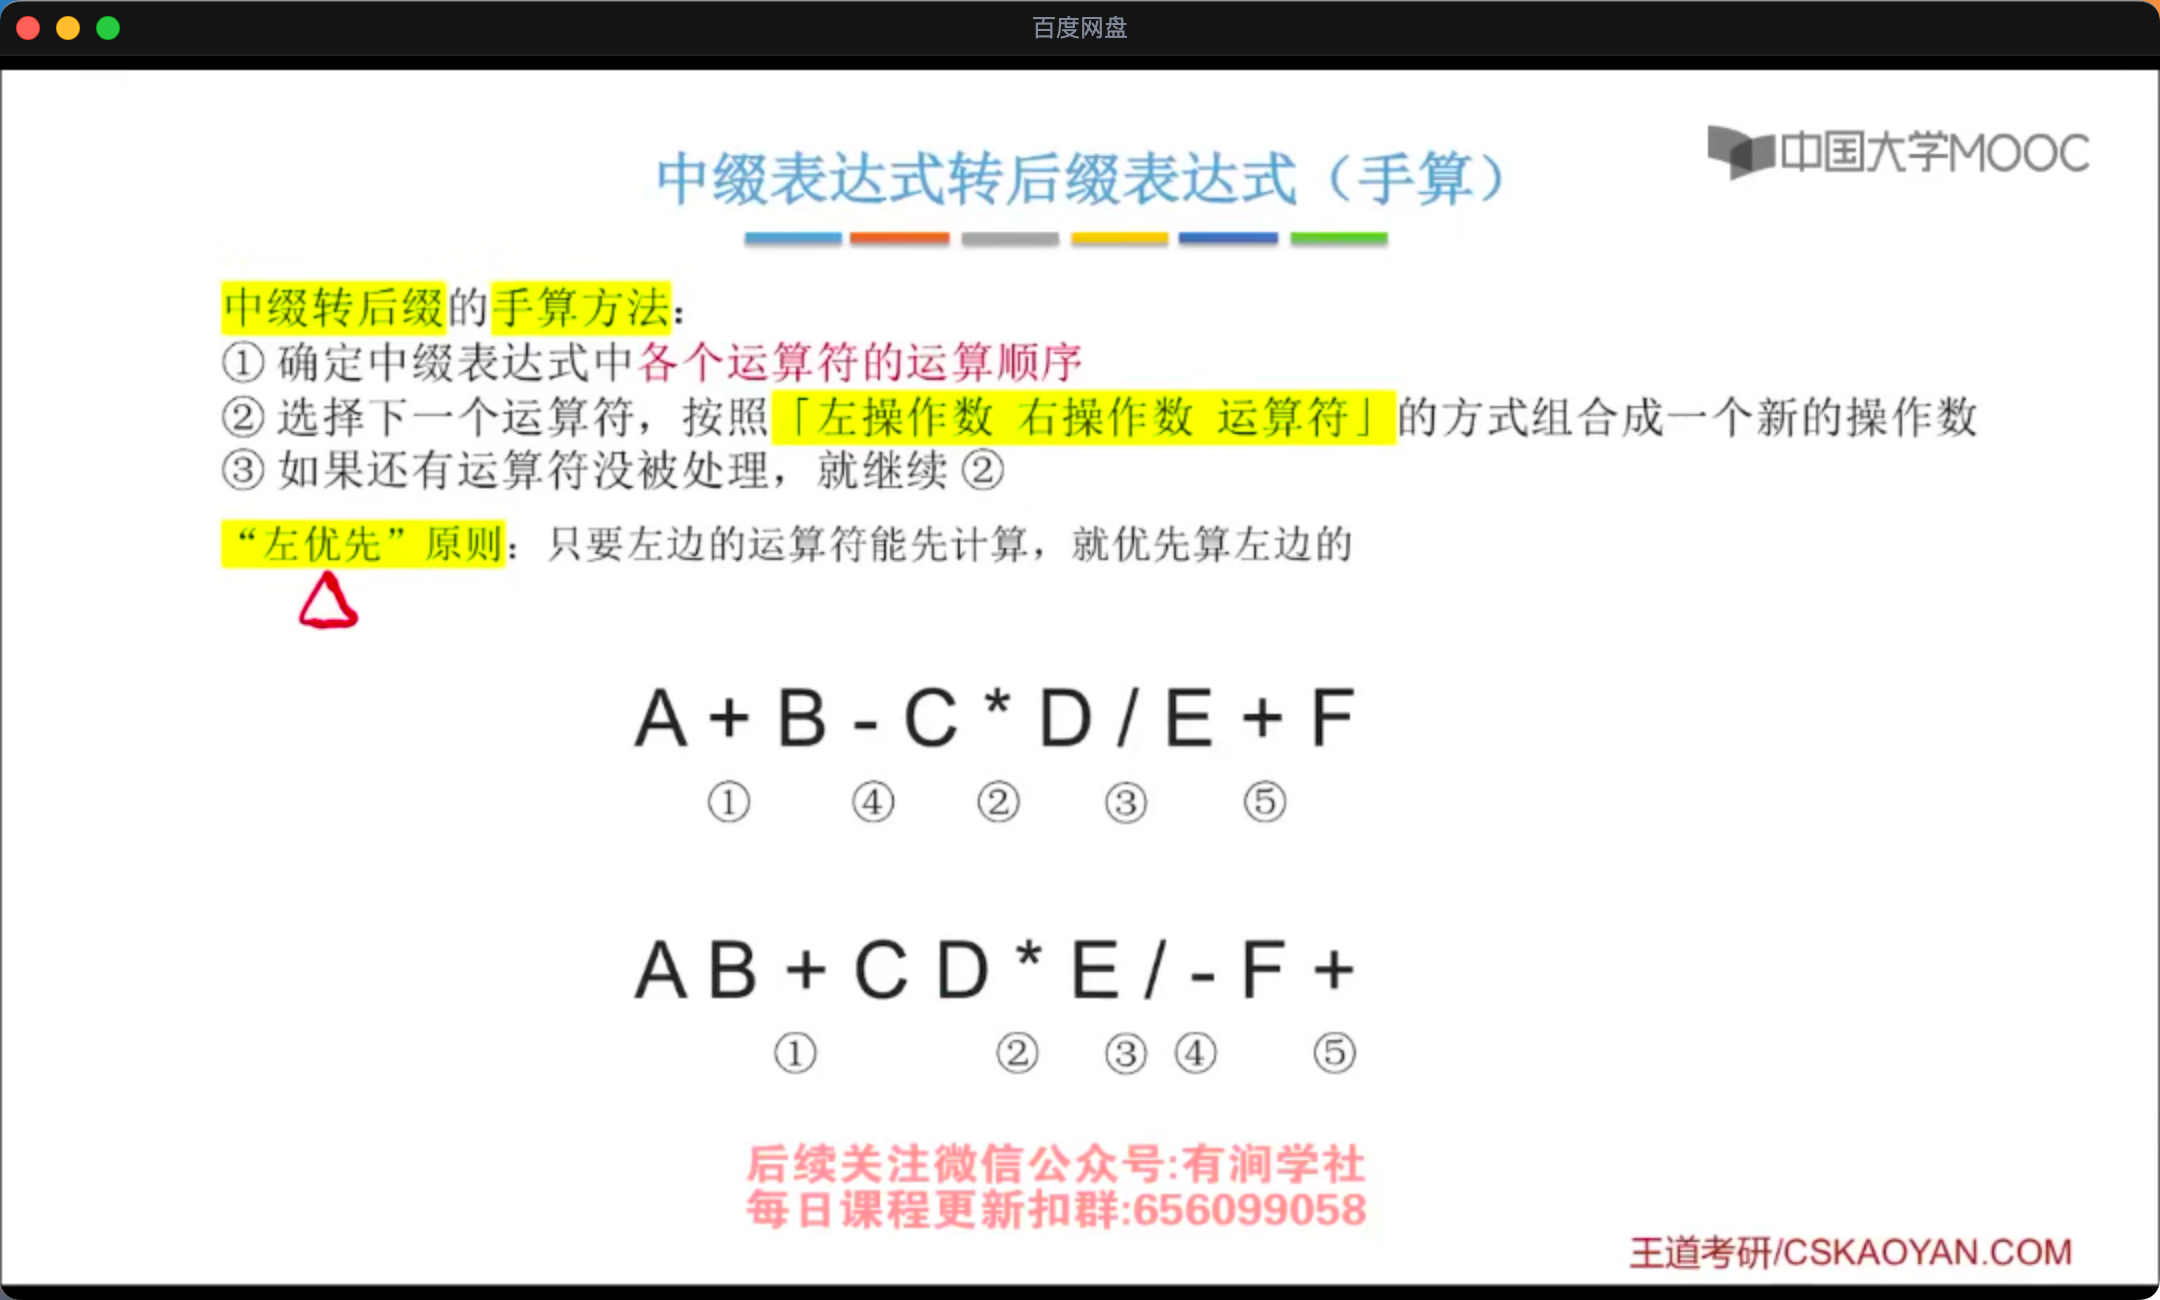 百度网盘
中国大学MOOC
中缀表达式转后缀表达式（手算）
中缀转后缀的手算方法：
① 确定中缀表达式中各个运算符的运算顺序
② 选择下一个运算符，按照「左操作数 右操作数 运算符」的方式组合成一个新的操作数
③ 如果还有运算符没被处理，就继续 ②
“左优先”原则：只要左边的运算符能先计算，就优先算左边的
A + B - C * D / E + F
① ④ ② ③ ⑤
A B + C D * E / - F +
① ② ③ ④ ⑤
后续关注微信公众号:有涧学社
每日课程更新扣群:656099058
王道考研/CSKAOYAN.COM